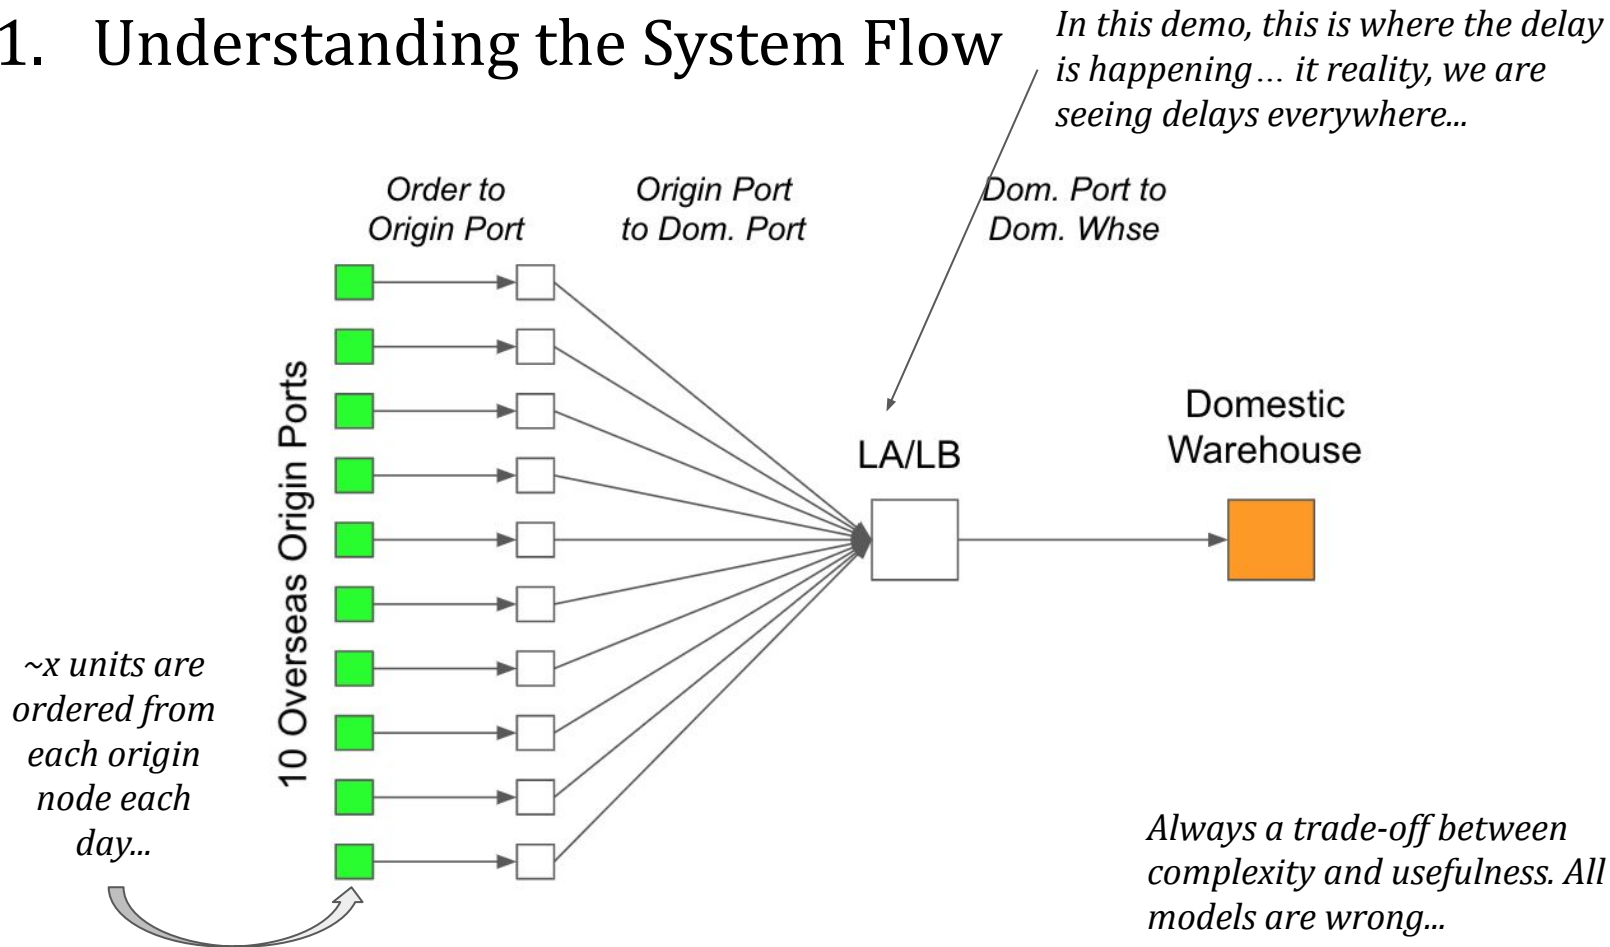 1. Understanding the System Flow
In this demo, this is where the delay
is happening… it reality, we are
seeing delays everywhere...
Order to
Origin Port
Origin Port
to Dom. Port
Dom. Port to
Dom. Whse
10 Overseas Origin Ports
LA/LB
Domestic
Warehouse
~x units are
ordered from
each origin
node each
day...
Always a trade-off between
complexity and usefulness. All
models are wrong...